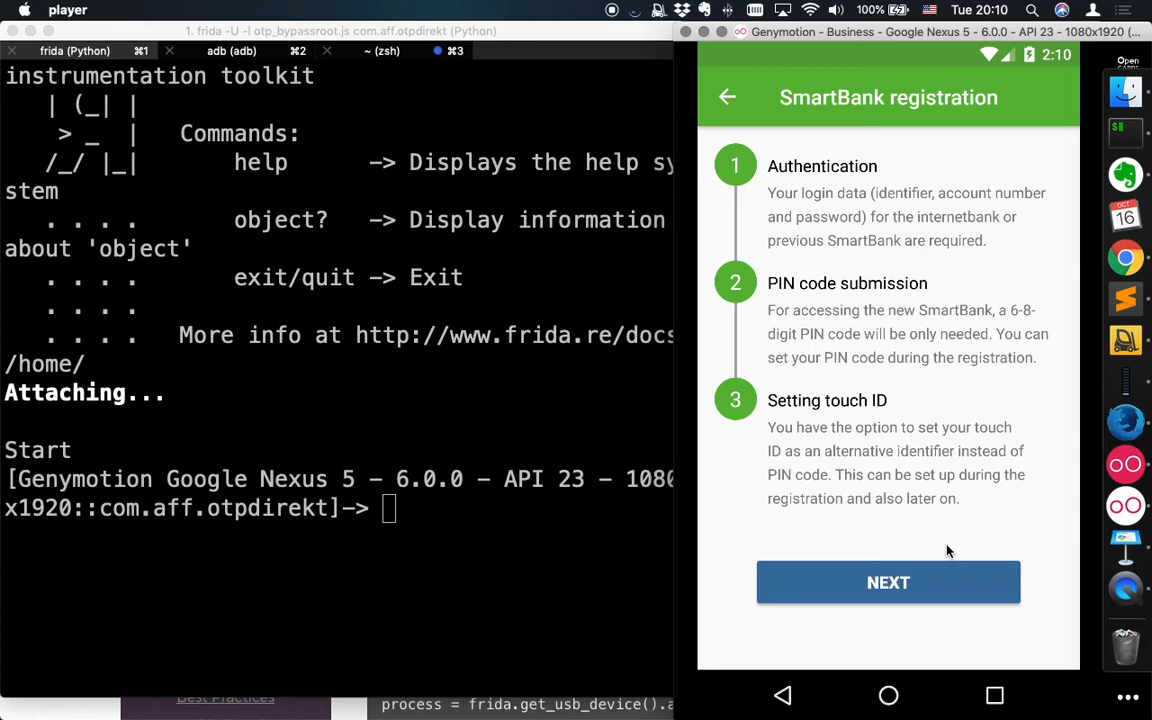 player
100%
Tue 20:10
1. frida -U -l otp_bypassroot.js com.aff.otpdirekt (Python)
frida (Python) ⌘1
adb (adb) ⌘2
~ (zsh) ⌘3
instrumentation toolkit
| (_| |
> _ | Commands:
/_/ |_| help -> Displays the help sy
stem
. . . . object? -> Display information
about 'object'
. . . . exit/quit -> Exit
. . . .
. . . . More info at http://www.frida.re/docs
/home/
Attaching...
Start
[Genymotion Google Nexus 5 - 6.0.0 - API 23 - 1080
x1920::com.aff.otpdirekt]->
Best Practices
process = frida.get_usb_device().a
Genymotion - Business - Google Nexus 5 - 6.0.0 - API 23 - 1080x1920 (...
2:10
SmartBank registration
1
Authentication
Your login data (identifier, account number
and password) for the internetbank or
previous SmartBank are required.
2
PIN code submission
For accessing the new SmartBank, a 6-8-
digit PIN code will be only needed. You can
set your PIN code during the registration.
3
Setting touch ID
You have the option to set your touch
ID as an alternative identifier instead of
PIN code. This can be set up during the
registration and also later on.
NEXT
Open
OCT
16